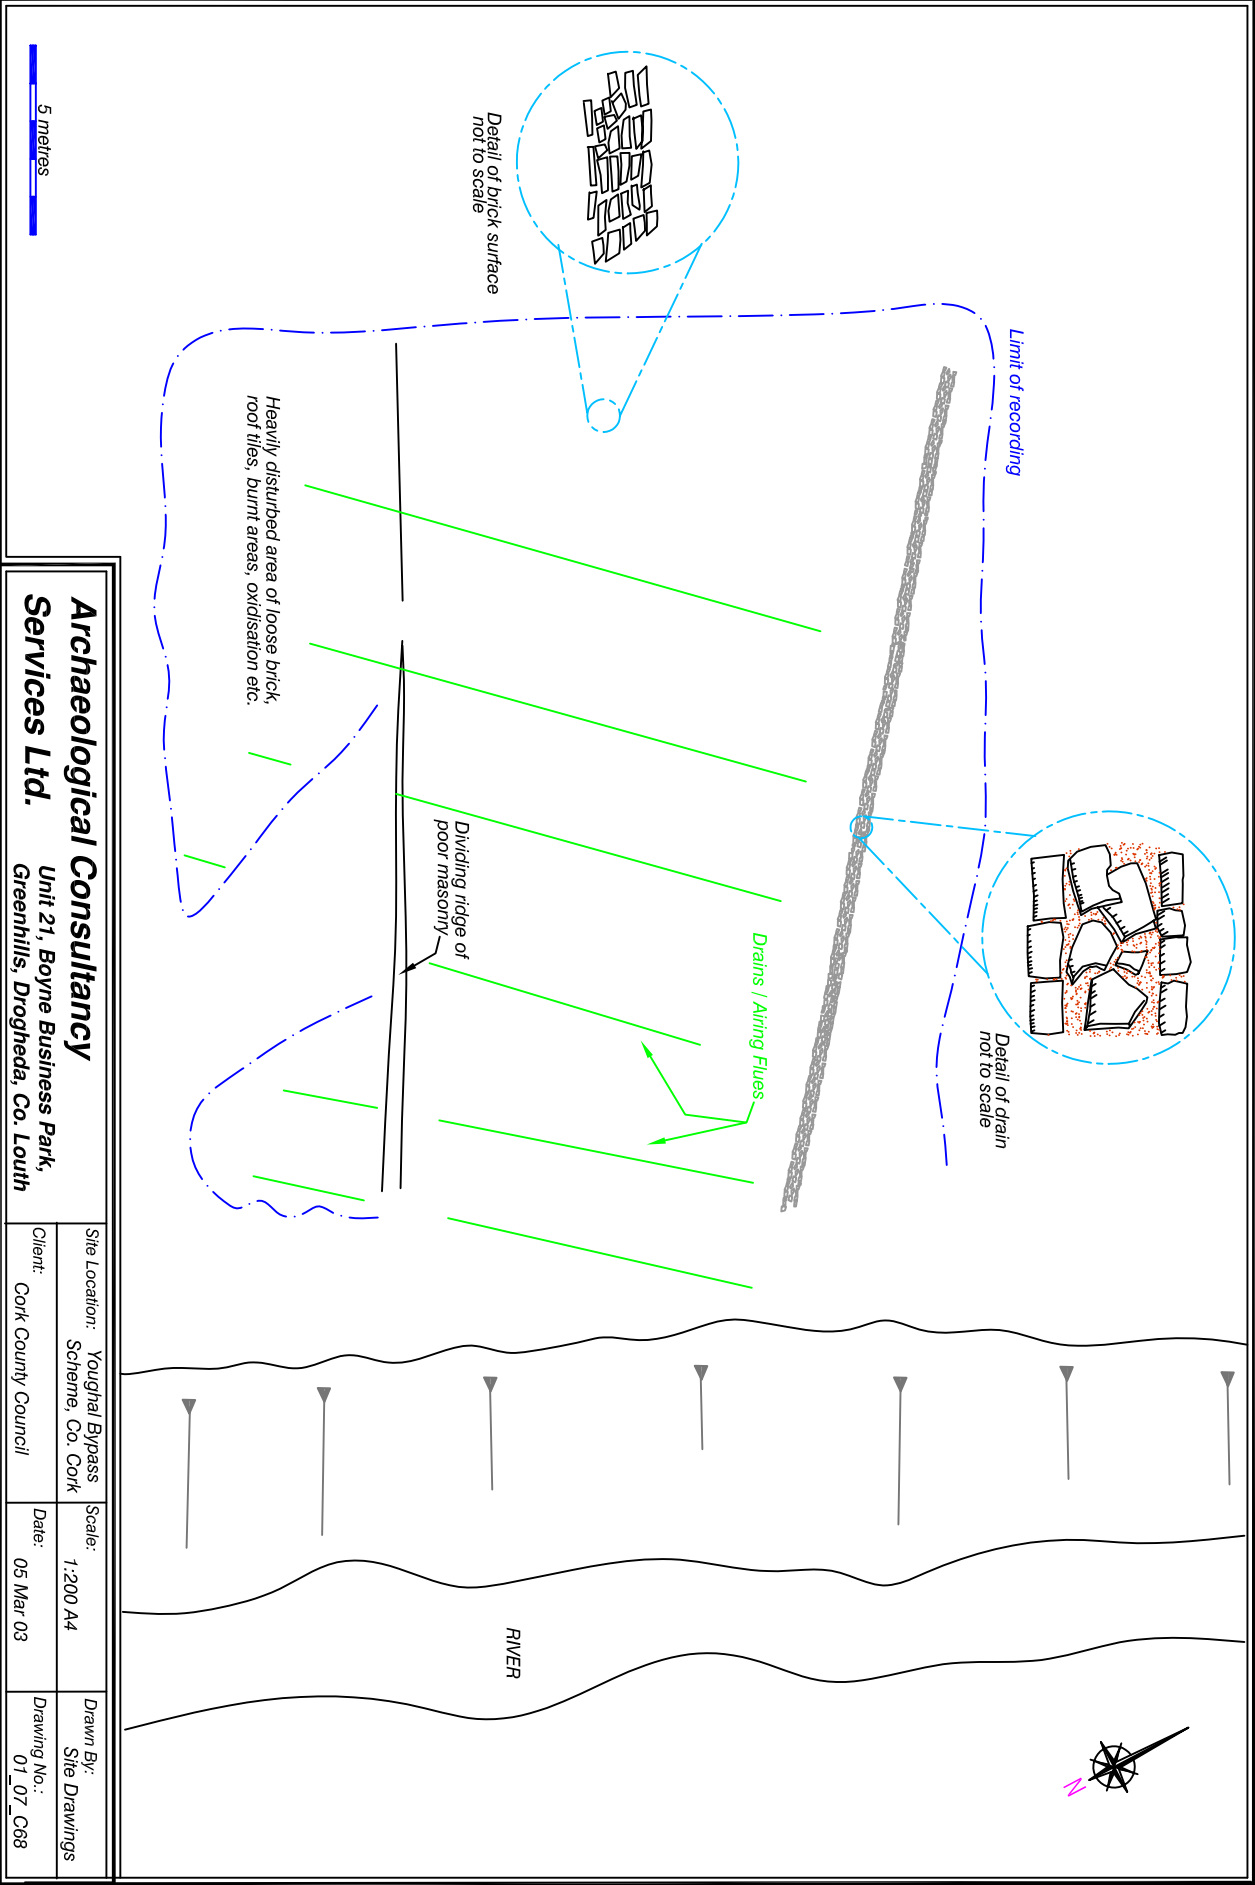 Limit of recording
Detail of drain
not to scale
Drains / Airing Flues
Detail of brick surface
not to scale
Dividing ridge of
poor masonry
Heavily disturbed area of loose brick,
roof tiles, burnt areas, oxidisation etc.
RIVER
N
5 metres
Archaeological Consultancy
Services Ltd.
Unit 21, Boyne Business Park,
Greenhills, Drogheda, Co. Louth
Site Location: Youghal Bypass
Scheme, Co. Cork
Client: Cork County Council
Scale:
1:200 A4
Date: 05 Mar 03
Drawn By:
Site Drawings
Drawing No.:
01_07_C68